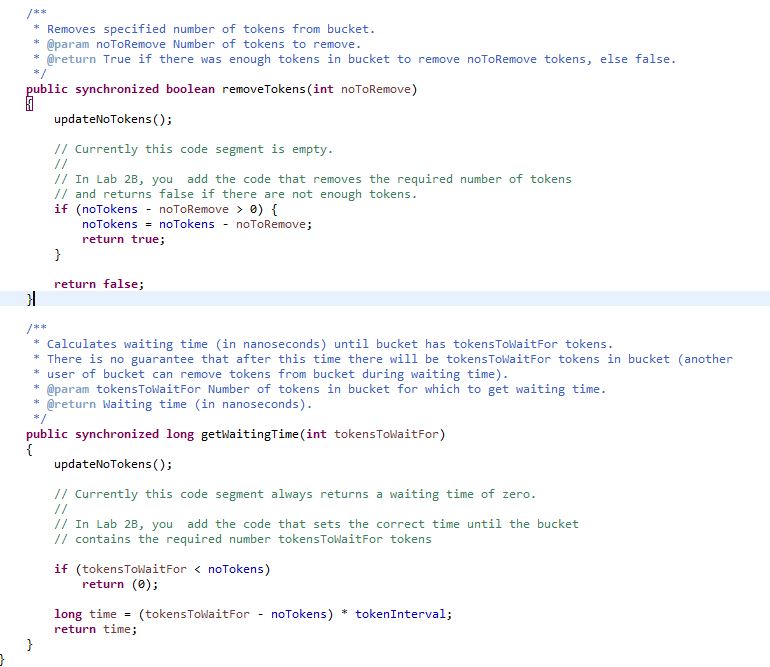 /**
 * Removes specified number of tokens from bucket.
 * @param noToRemove Number of tokens to remove.
 * @return True if there was enough tokens in bucket to remove noToRemove tokens, else false.
 */
public synchronized boolean removeTokens(int noToRemove)
{
    updateNoTokens();

    // Currently this code segment is empty.
    //
    // In Lab 2B, you  add the code that removes the required number of tokens
    // and returns false if there are not enough tokens.
    if (noTokens - noToRemove > 0) {
        noTokens = noTokens - noToRemove;
        return true;
    }

    return false;
}

/**
 * Calculates waiting time (in nanoseconds) until bucket has tokensToWaitFor tokens.
 * There is no guarantee that after this time there will be tokensToWaitFor tokens in bucket (another
 * user of bucket can remove tokens from bucket during waiting time).
 * @param tokensToWaitFor Number of tokens in bucket for which to get waiting time.
 * @return Waiting time (in nanoseconds).
 */
public synchronized long getWaitingTime(int tokensToWaitFor)
{
    updateNoTokens();

    // Currently this code segment always returns a waiting time of zero.
    //
    // In Lab 2B, you  add the code that sets the correct time until the bucket
    // contains the required number tokensToWaitFor tokens

    if (tokensToWaitFor < noTokens)
        return (0);

    long time = (tokensToWaitFor - noTokens) * tokenInterval;
    return time;
}
}